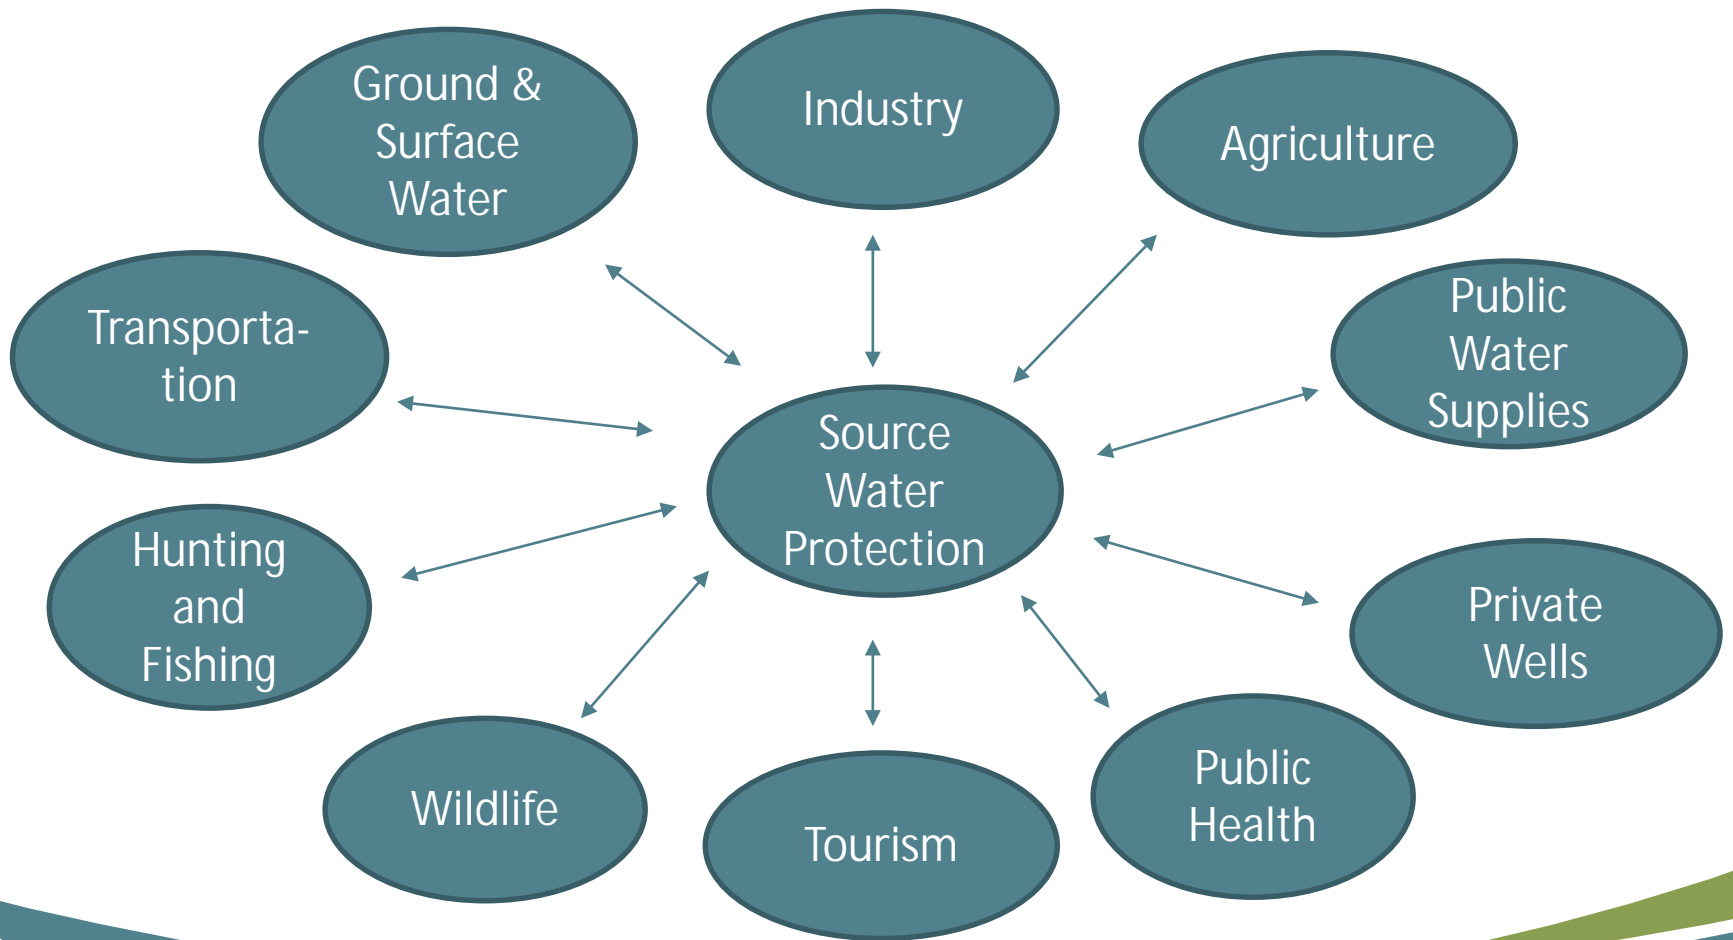 Ground &
Surface
Water
Industry
Agriculture
Transporta-
tion
Public
Water
Supplies
Source
Water
Protection
Hunting
and
Fishing
Private
Wells
Wildlife
Tourism
Public
Health